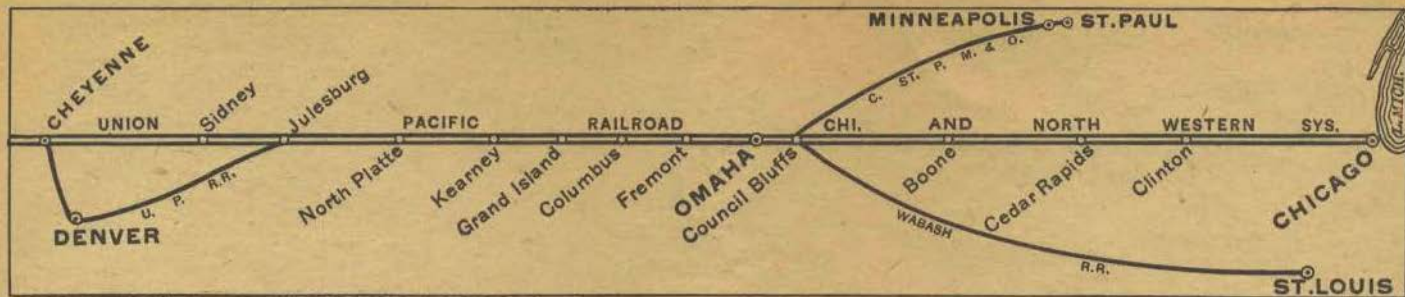 MINNEAPOLIS ST. PAUL
C. ST. P. M. & O.
L. MICH.
CHEYENNE
UNION PACIFIC RAILROAD
CHI. AND NORTH WESTERN SYS.
Sidney
Julesburg
North Platte
Kearney
Grand Island
Columbus
Fremont
OMAHA
Council Bluffs
Boone
Cedar Rapids
Clinton
CHICAGO
U. P. R.R.
DENVER
WABASH R.R.
ST. LOUIS